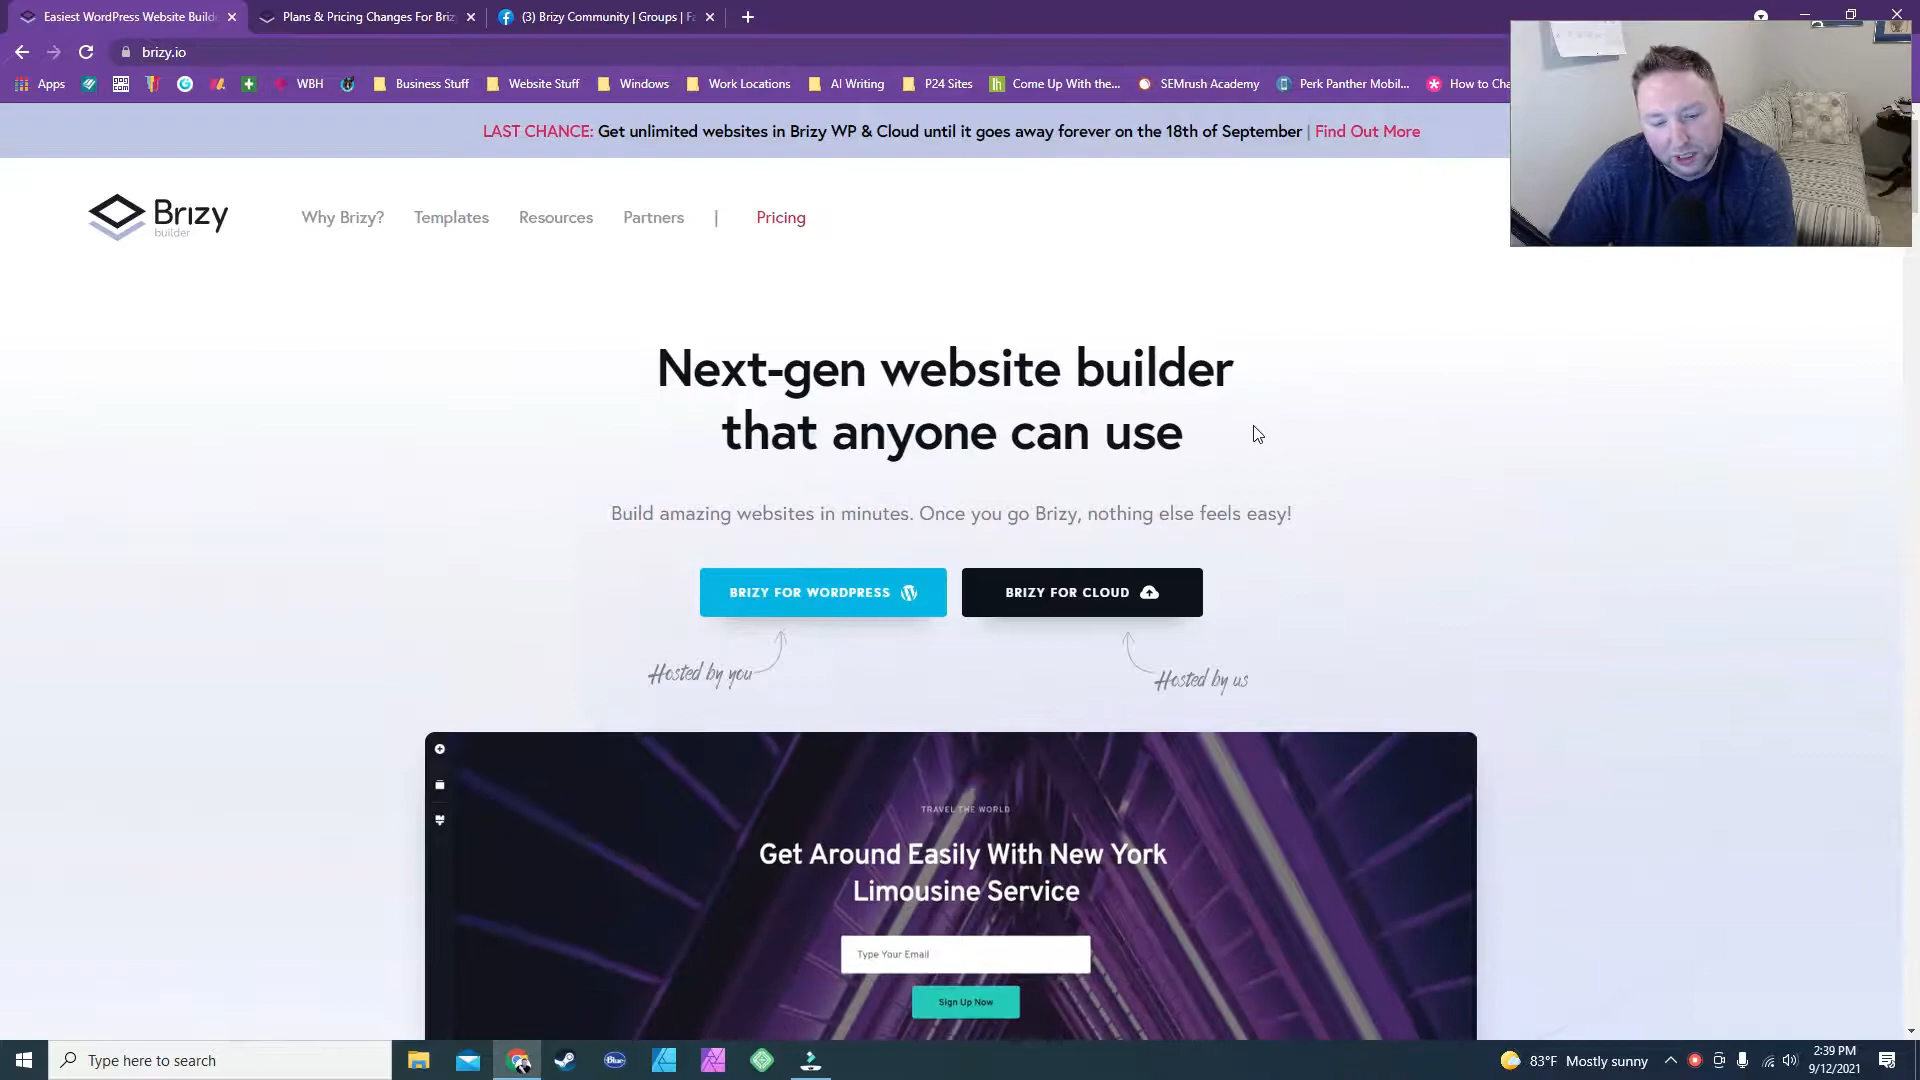 Easiest WordPress Website Build
Plans & Pricing Changes For Briz
(3) Brizy Community | Groups | Fa
brizy.io
Apps
WBH
Business Stuff
Website Stuff
Windows
Work Locations
AI Writing
P24 Sites
Come Up With the...
SEMrush Academy
Perk Panther Mobil...
How to Cha
LAST CHANCE: Get unlimited websites in Brizy WP & Cloud until it goes away forever on the 18th of September | Find Out More
Brizy
builder
Why Brizy?
Templates
Resources
Partners
|
Pricing
Next-gen website builder
that anyone can use
Build amazing websites in minutes. Once you go Brizy, nothing else feels easy!
BRIZY FOR WORDPRESS
BRIZY FOR CLOUD
Hosted by you
Hosted by us
TRAVEL THE WORLD
Get Around Easily With New York
Limousine Service
Type Your Email
Sign Up Now
Type here to search
Blue
83°F Mostly sunny
2:39 PM
9/12/2021